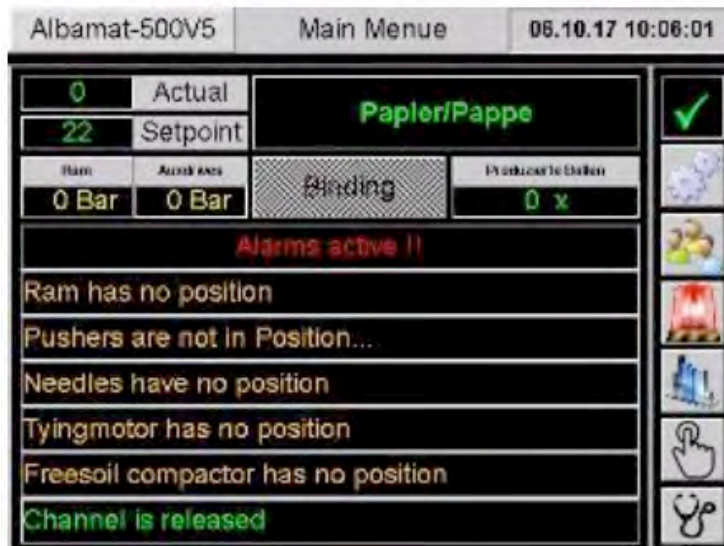 Albamat-500V5 Main Menue 06.10.17 10:06:01
0 Actual
Papier/Pappe
22 Setpoint
Ram
0 Bar 0 Bar
Binding
Produzierte Ballen
0 x
Alarms active !!
Ram has no position
Pushers are not in Position...
Needles have no position
Tyingmotor has no position
Freesoil compactor has no position
Channel is released